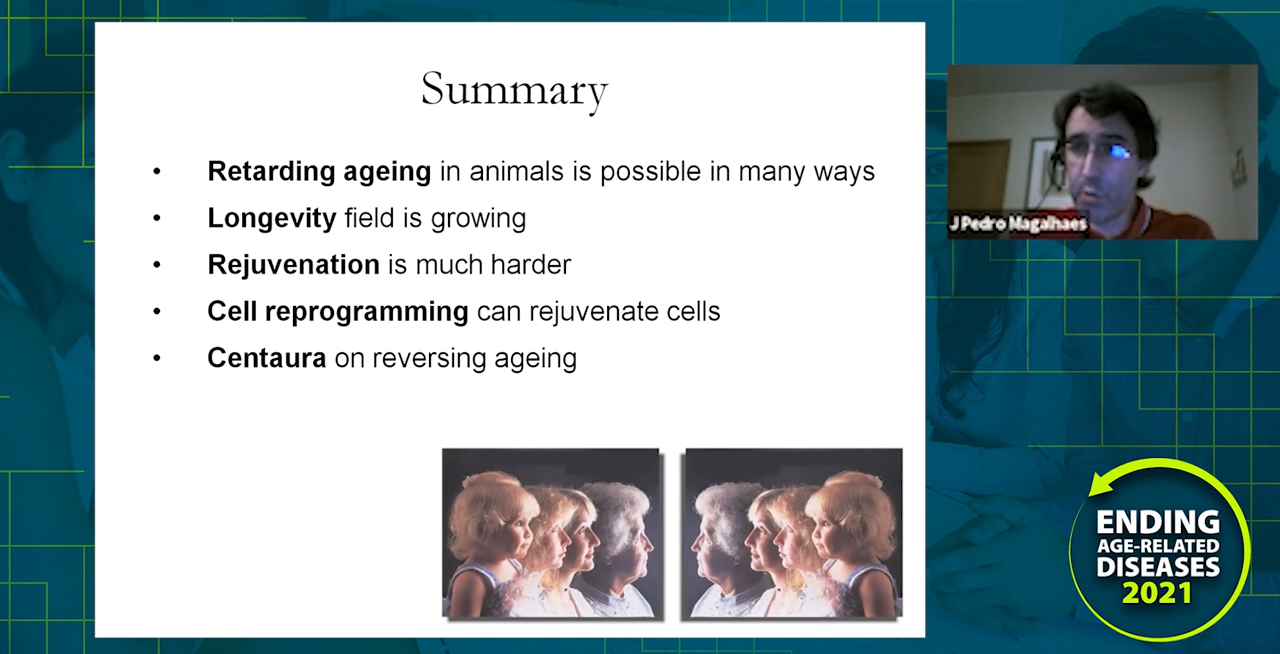 Summary
• Retarding ageing in animals is possible in many ways
• Longevity field is growing
• Rejuvenation is much harder
• Cell reprogramming can rejuvenate cells
• Centaura on reversing ageing
J Pedro Magalhaes
ENDING
AGE-RELATED
DISEASES
2021